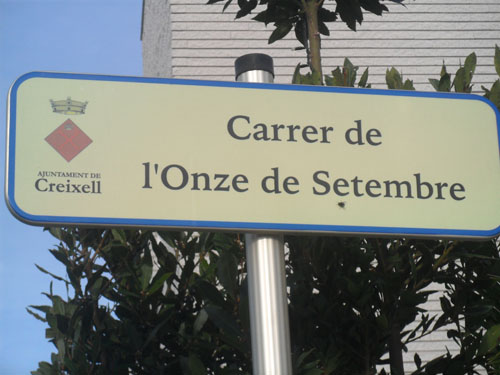 Carrer de
l'Onze de Setembre
AJUNTAMENT DE
Creixell